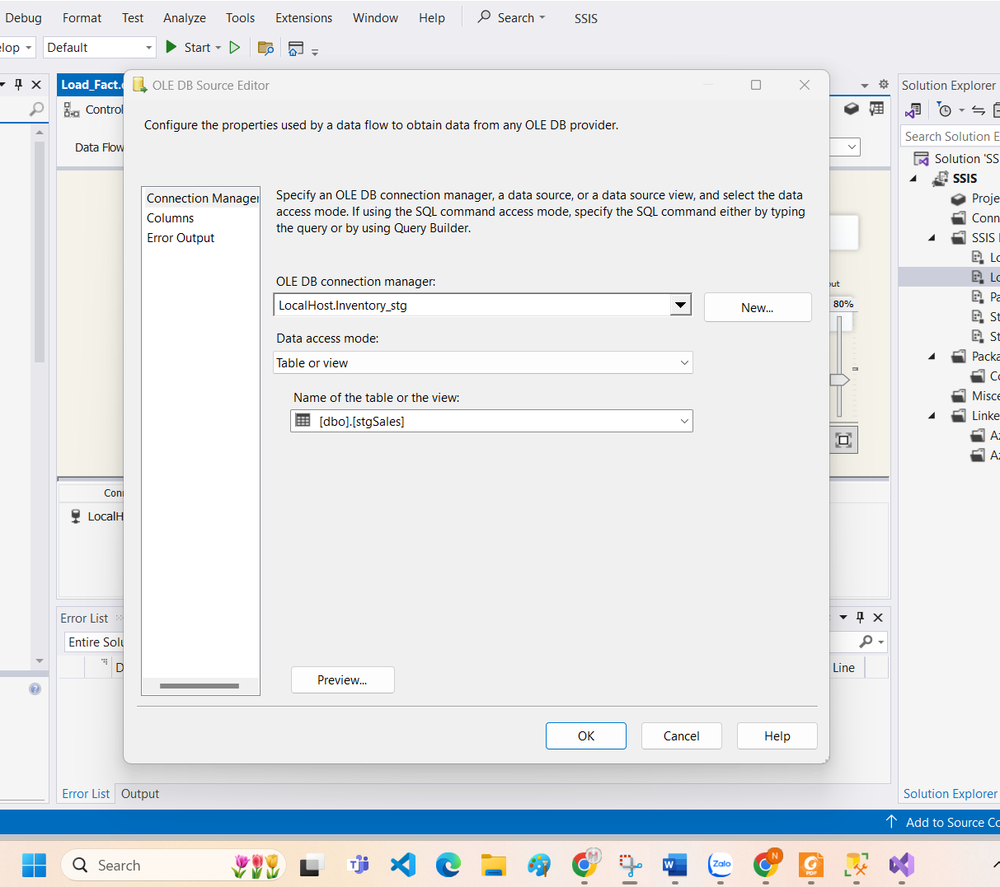 Debug Format Test Analyze Tools Extensions Window Help Search SSIS
elop Default Start
Load_Fact.
Solution Explorer
OLE DB Source Editor
Control
Search Solution E
Configure the properties used by a data flow to obtain data from any OLE DB provider.
Data Flow
Solution 'SS
SSIS
Proje
Conn
SSIS
Lo
Lo
Pa
St
St
Packa
Co
Misce
Linke
Az
Az
Connection Manager
Columns
Error Output
Specify an OLE DB connection manager, a data source, or a data source view, and select the data
access mode. If using the SQL command access mode, specify the SQL command either by typing
the query or by using Query Builder.
OLE DB connection manager:
LocalHost.Inventory_stg
New...
Data access mode:
Table or view
Name of the table or the view:
[dbo].[stgSales]
out
80%
Conn
LocalH
Error List
Entire Solu
D
Line
Preview...
OK Cancel Help
Error List Output
Solution Explorer
Add to Source Co
Search
Zalo
N
PDF